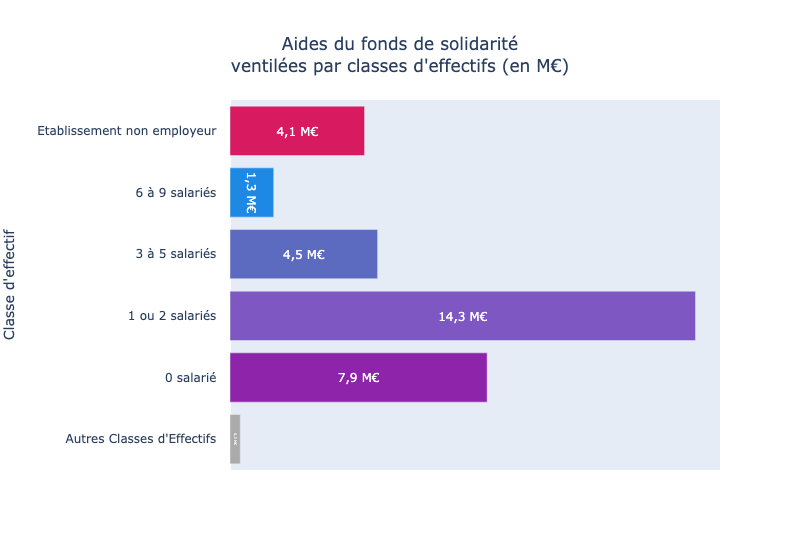 Aides du fonds de solidarité
ventilées par classes d'effectifs (en M€)
Classe d'effectif
Etablissement non employeur
4,1 M€
6 à 9 salariés
1,3 M€
3 à 5 salariés
4,5 M€
1 ou 2 salariés
14,3 M€
0 salarié
7,9 M€
Autres Classes d'Effectifs